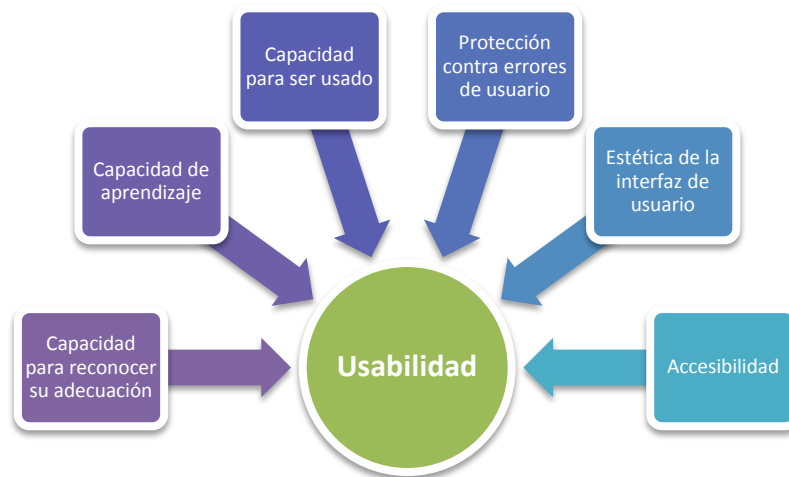 Capacidad
para ser usado
Protección
contra errores
de usuario
Capacidad de
aprendizaje
Estética de la
interfaz de
usuario
Capacidad
para reconocer
su adecuación
Usabilidad
Accesibilidad